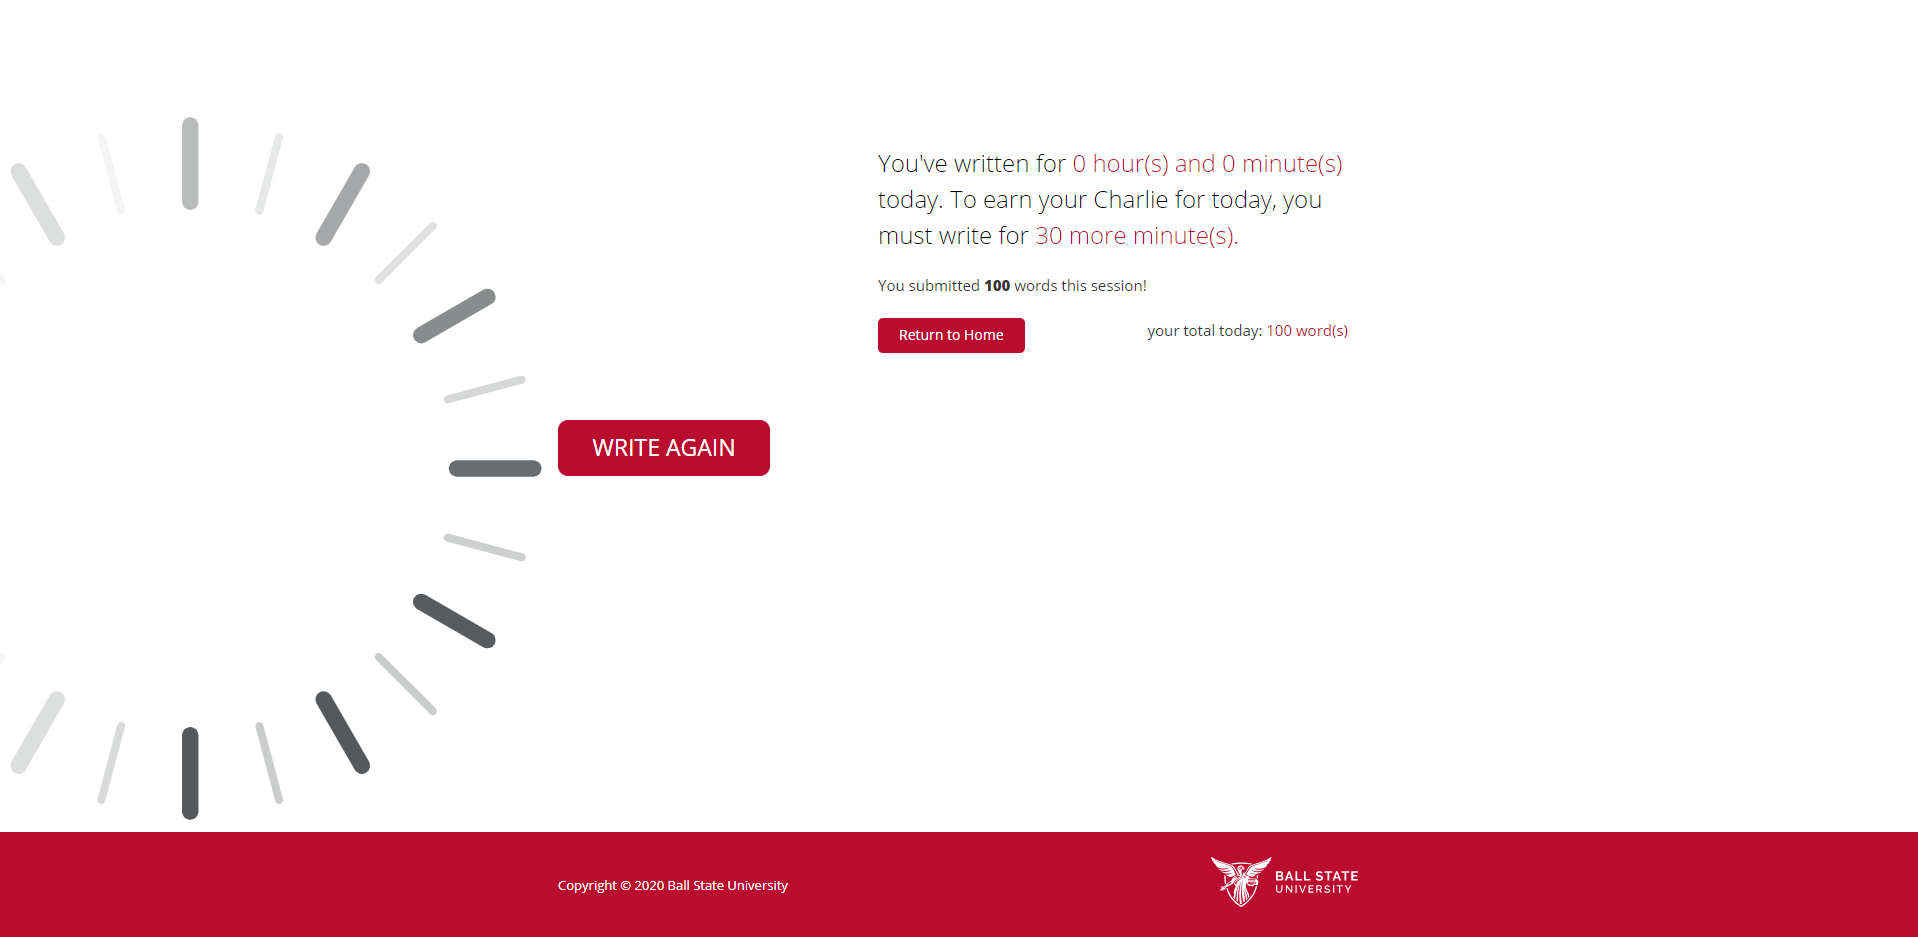 You've written for 0 hour(s) and 0 minute(s)
today. To earn your Charlie for today, you
must write for 30 more minute(s).
You submitted 100 words this session!
Return to Home
your total today: 100 word(s)
WRITE AGAIN
Copyright © 2020 Ball State University
BALL STATE
UNIVERSITY